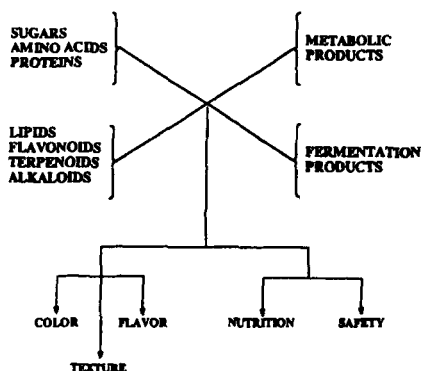 SUGARS
AMINO ACIDS
PROTEINS
METABOLIC
PRODUCTS
LIPIDS
FLAVONOIDS
TERPENOIDS
ALKALOIDS
FERMENTATION
PRODUCTS
COLOR
FLAVOR
NUTRITION
SAFETY
TEXTURE